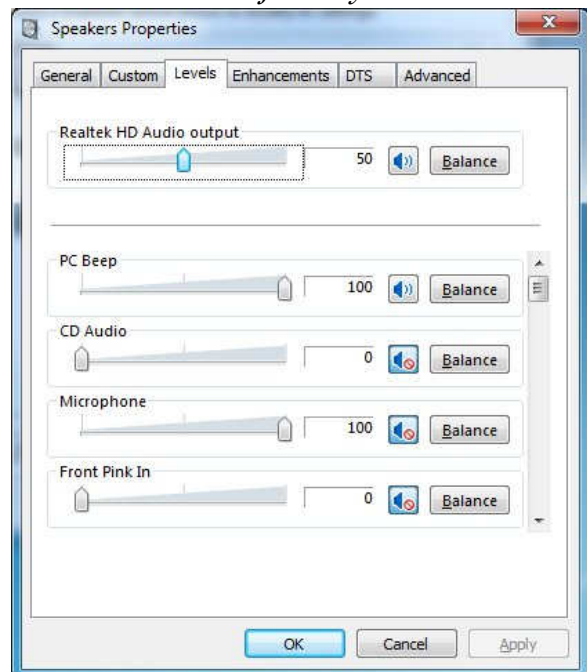 Speakers Properties
General Custom Levels Enhancements DTS Advanced
Realtek HD Audio output
50 Balance
PC Beep
100 Balance
CD Audio
0 Balance
Microphone
100 Balance
Front Pink In
0 Balance
OK Cancel Apply